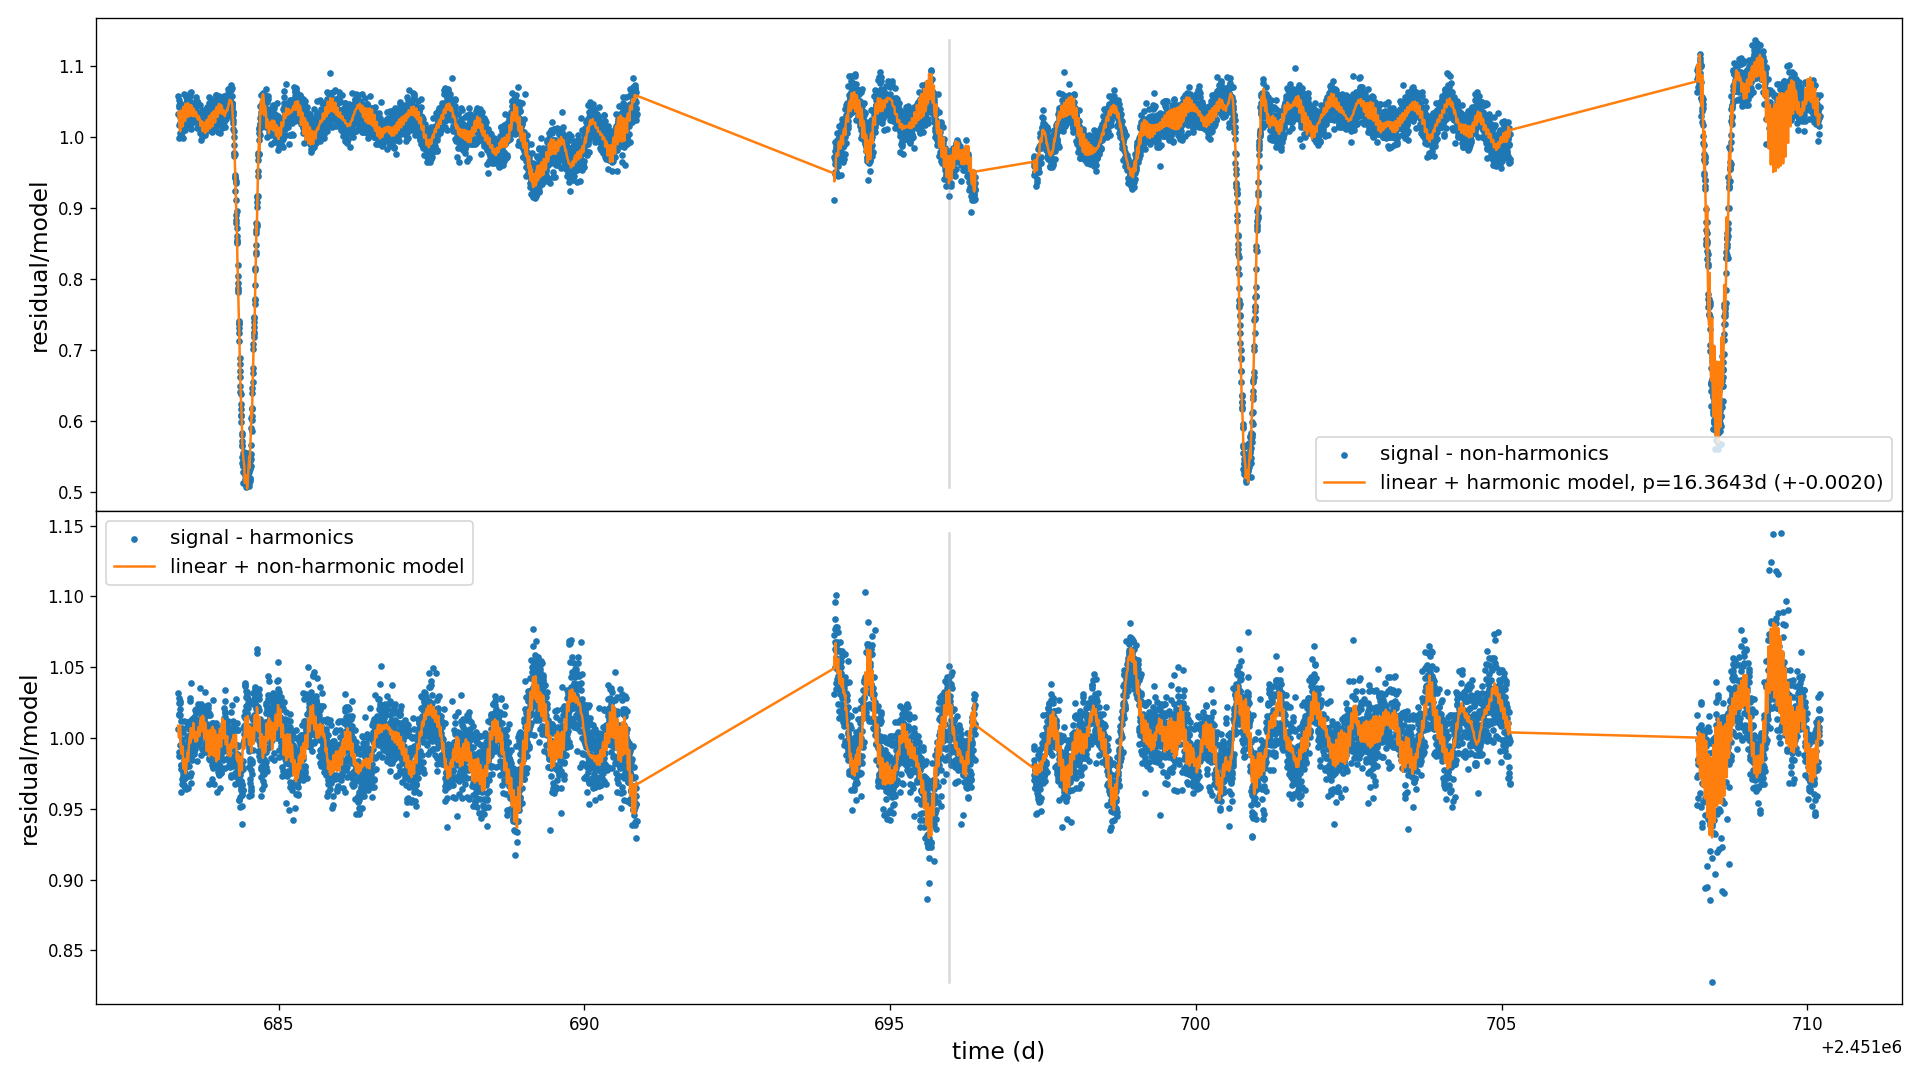 1.1
1.0
0.9
0.8
0.7
0.6
0.5
residual/model
signal - non-harmonics
linear + harmonic model, p=16.3643d (+-0.0020)
1.15
1.10
1.05
1.00
0.95
0.90
0.85
residual/model
signal - harmonics
linear + non-harmonic model
685
690
695
700
705
710
time (d)
+2.451e6